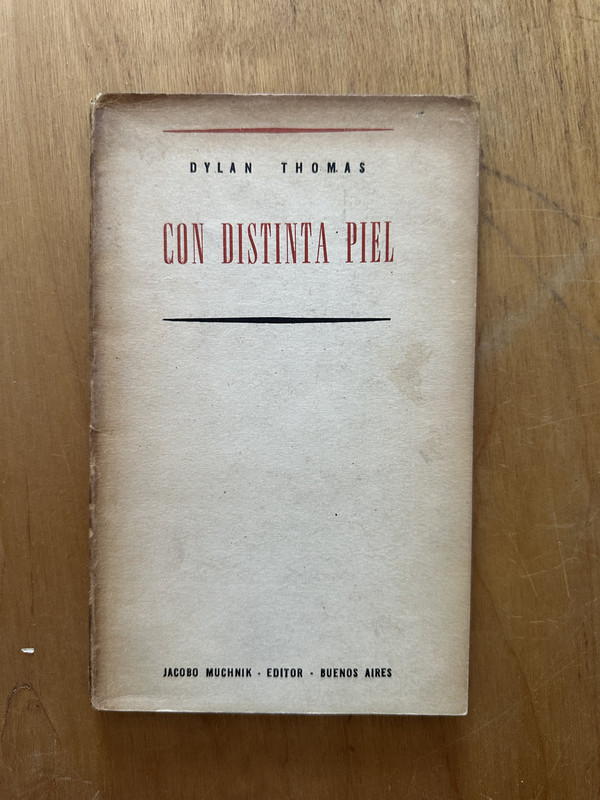 DYLAN THOMAS
CON DISTINTA PIEL
JACOBO MUCHNIK · EDITOR · BUENOS AIRES